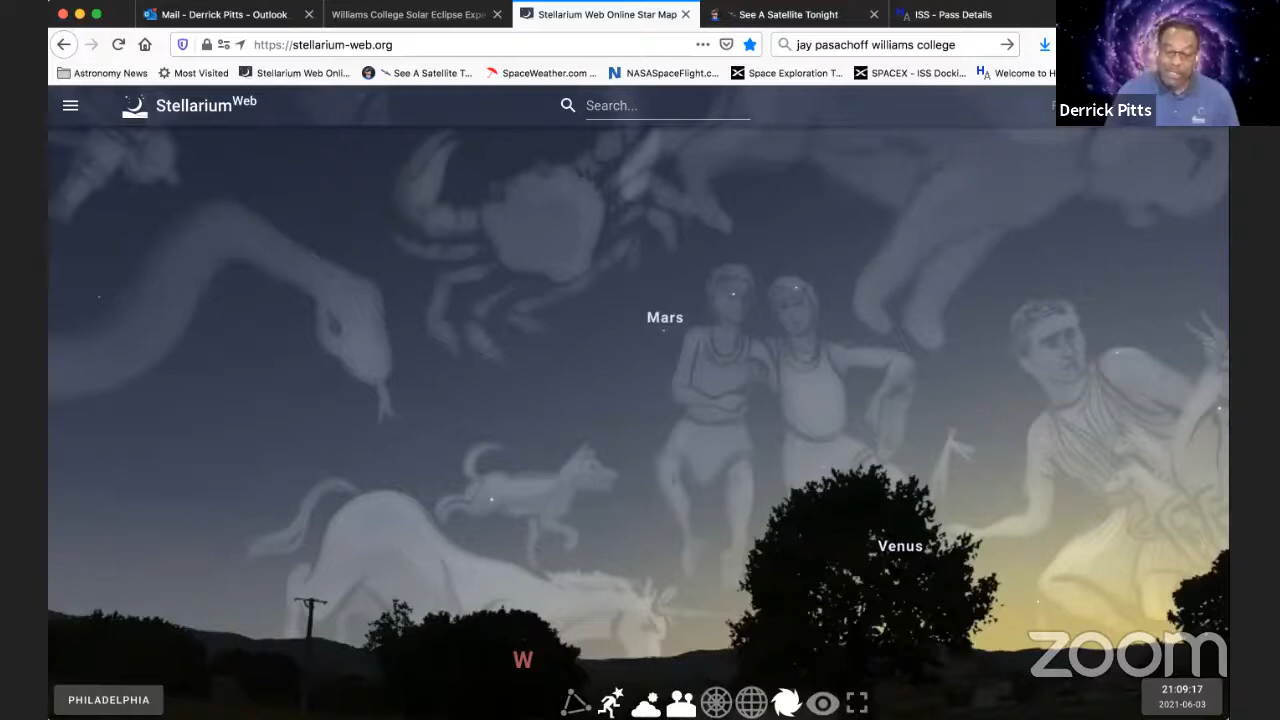 Mail - Derrick Pitts - Outlook
Williams College Solar Eclipse Expe
Stellarium Web Online Star Map
See A Satellite Tonight
ISS - Pass Details
https://stellarium-web.org
jay pasachoff williams college
Astronomy News
Most Visited
Stellarium Web Onl...
See A Satellite T...
SpaceWeather.com ...
NASASpaceFlight.c...
Space Exploration T...
SPACEX - ISS Docki...
Welcome to H
Derrick Pitts
StellariumWeb
Search...
Mars
Venus
W
zoom
PHILADELPHIA
21:09:17
2021-06-03